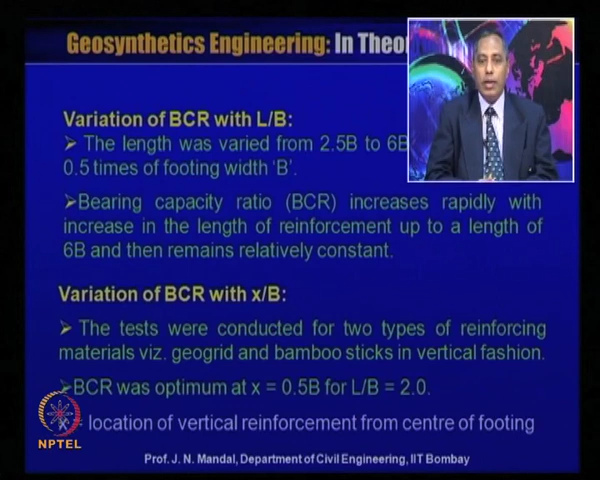 Geosynthetics Engineering: In Theor
Variation of BCR with L/B:
➤ The length was varied from 2.5B to 6B
0.5 times of footing width 'B'.
➤Bearing capacity ratio (BCR) increases rapidly with
increase in the length of reinforcement up to a length of
6B and then remains relatively constant.
Variation of BCR with x/B:
➤ The tests were conducted for two types of reinforcing
materials viz. geogrid and bamboo sticks in vertical fashion.
➤BCR was optimum at x = 0.5B for L/B = 2.0.
location of vertical reinforcement from centre of footing
NPTEL
Prof. J. N. Mandal, Department of Civil Engineering, IIT Bombay